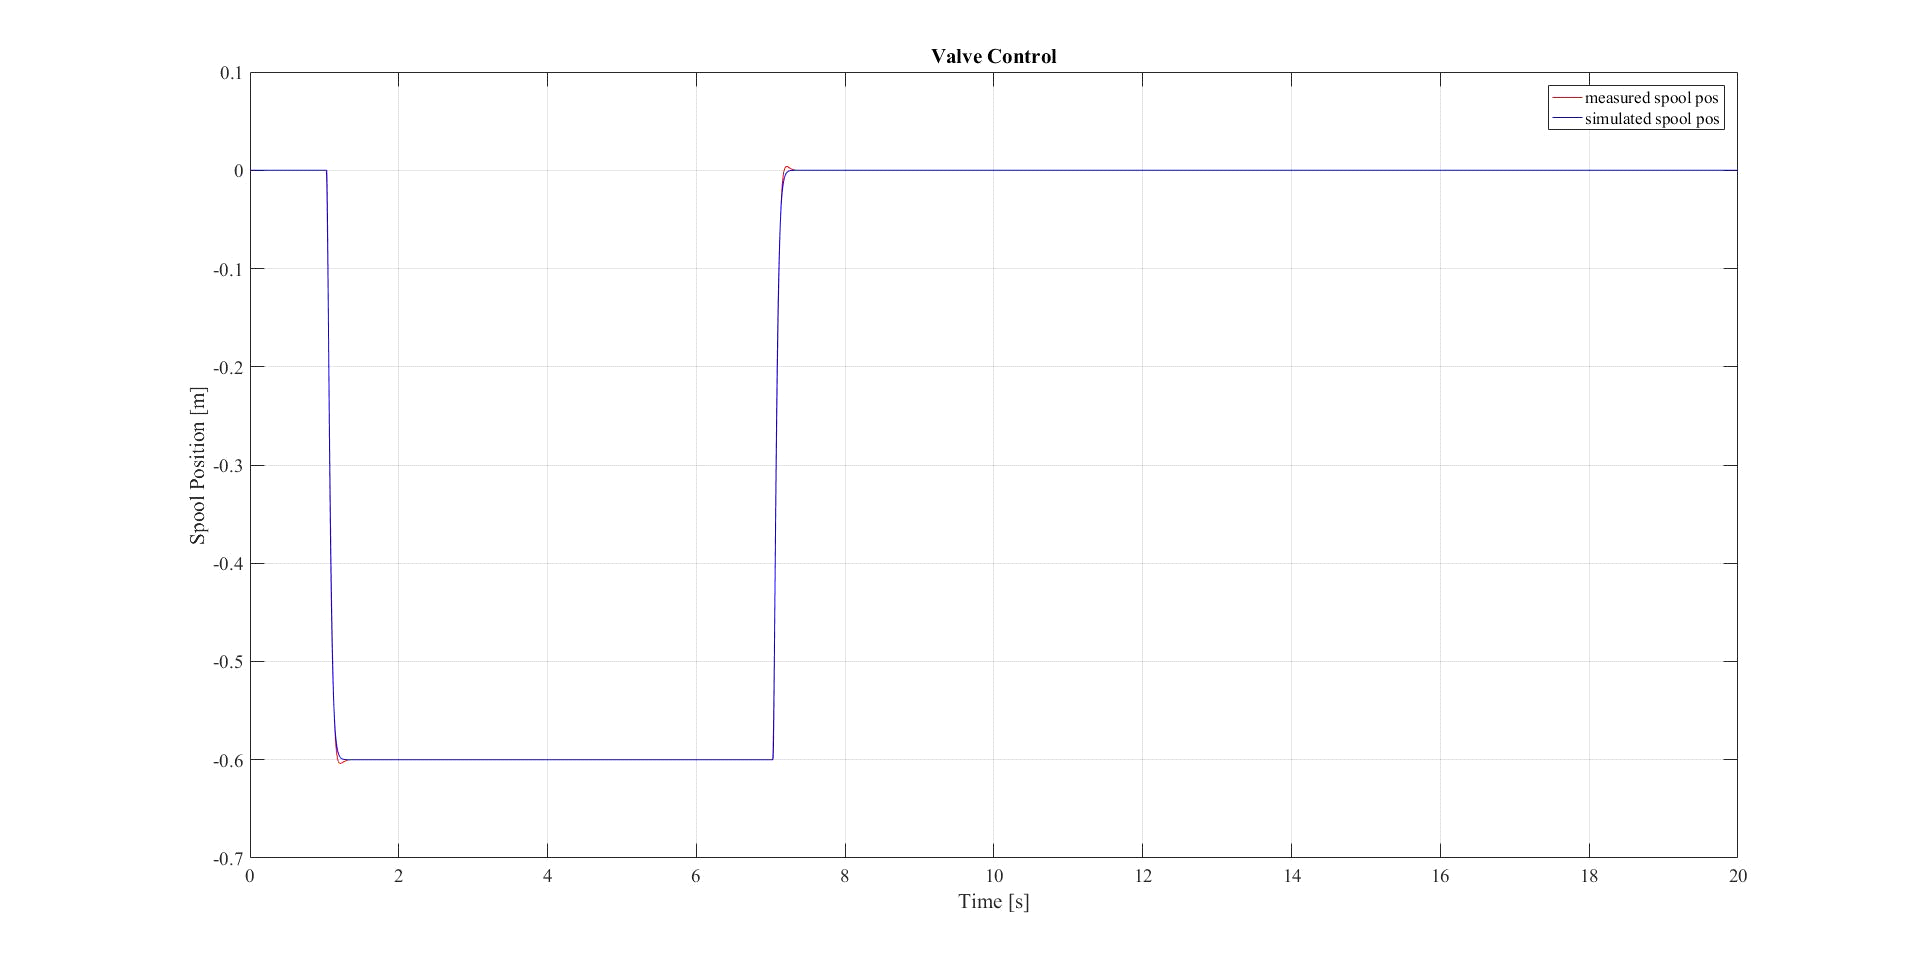 Valve Control
measured spool pos
simulated spool pos
0.1
0
-0.1
-0.2
-0.3
-0.4
-0.5
-0.6
-0.7
Spool Position [m]
0 2 4 6 8 10 12 14 16 18 20
Time [s]